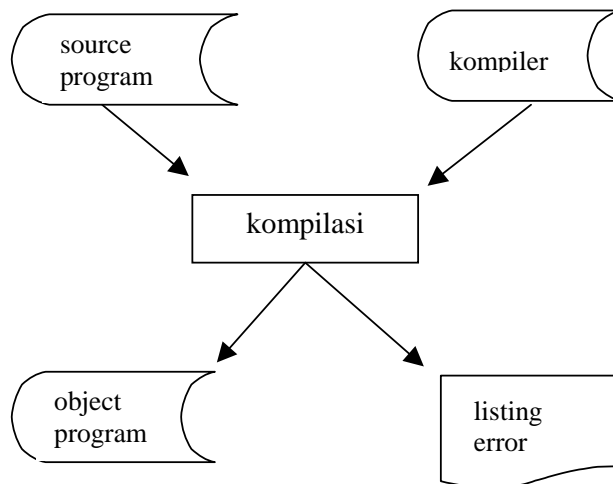 source
program
kompiler
kompilasi
object
program
listing
error